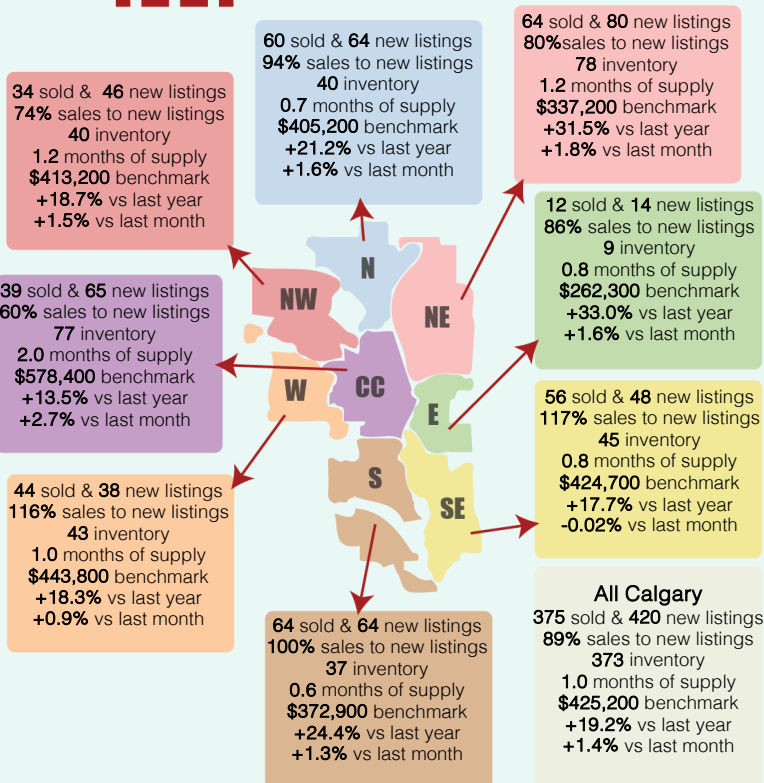 60 sold & 64 new listings
94% sales to new listings
40 inventory
0.7 months of supply
$405,200 benchmark
+21.2% vs last year
+1.6% vs last month
64 sold & 80 new listings
80%sales to new listings
78 inventory
1.2 months of supply
$337,200 benchmark
+31.5% vs last year
+1.8% vs last month
34 sold & 46 new listings
74% sales to new listings
40 inventory
1.2 months of supply
$413,200 benchmark
+18.7% vs last year
+1.5% vs last month
12 sold & 14 new listings
86% sales to new listings
9 inventory
0.8 months of supply
$262,300 benchmark
+33.0% vs last year
+1.6% vs last month
N
NW
NE
W
CC
E
S
SE
39 sold & 65 new listings
60% sales to new listings
77 inventory
2.0 months of supply
$578,400 benchmark
+13.5% vs last year
+2.7% vs last month
56 sold & 48 new listings
117% sales to new listings
45 inventory
0.8 months of supply
$424,700 benchmark
+17.7% vs last year
-0.02% vs last month
44 sold & 38 new listings
116% sales to new listings
43 inventory
1.0 months of supply
$443,800 benchmark
+18.3% vs last year
+0.9% vs last month
64 sold & 64 new listings
100% sales to new listings
37 inventory
0.6 months of supply
$372,900 benchmark
+24.4% vs last year
+1.3% vs last month
All Calgary
375 sold & 420 new listings
89% sales to new listings
373 inventory
1.0 months of supply
$425,200 benchmark
+19.2% vs last year
+1.4% vs last month